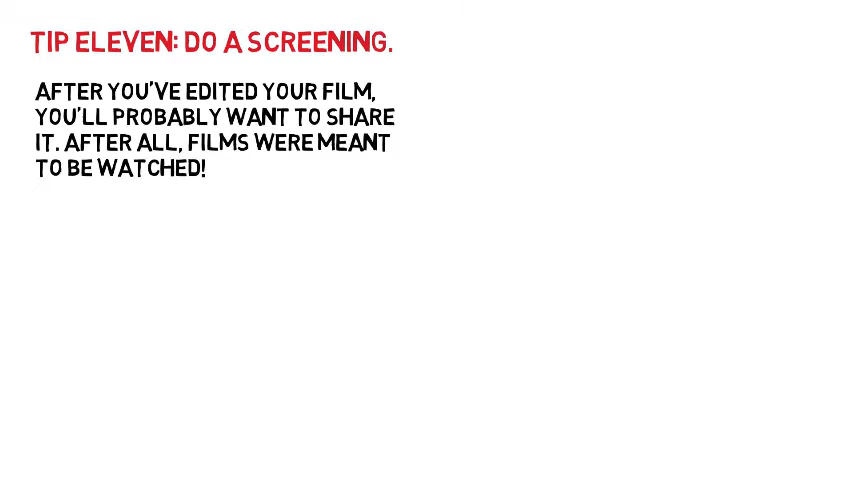 TIP ELEVEN: DO A SCREENING.
AFTER YOU'VE EDITED YOUR FILM,
YOU'LL PROBABLY WANT TO SHARE
IT. AFTER ALL, FILMS WERE MEANT
TO BE WATCHED!